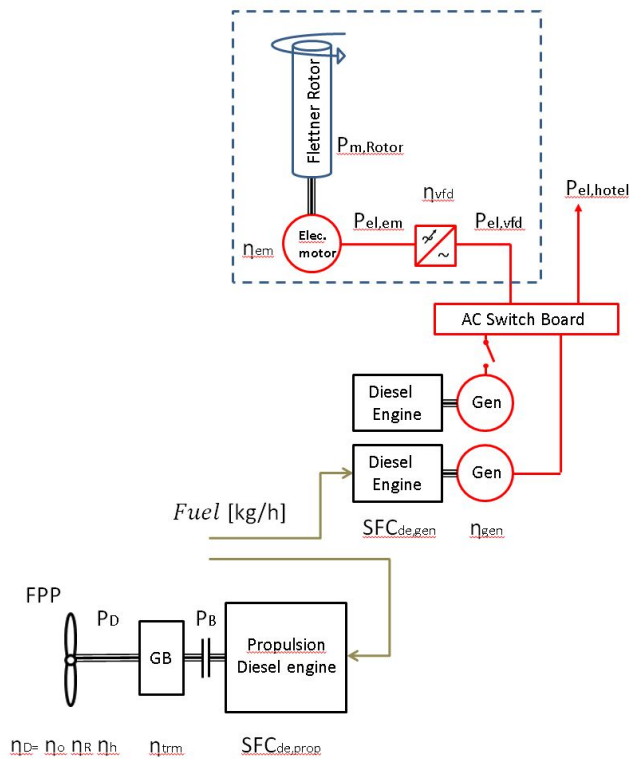 Flettner Rotor
Pm,Rotor
ηvfd
Pel,hotel
Pel,em
Pel,vfd
ηem
Elec.
motor
AC Switch Board
Diesel
Engine
Gen
Diesel
Engine
Gen
Fuel [kg/h]
SFCde,gen
ηgen
FPP
PD
PB
GB
Propulsion
Diesel engine
ηD= ηo ηR ηh
ηtrm
SFCde,prop